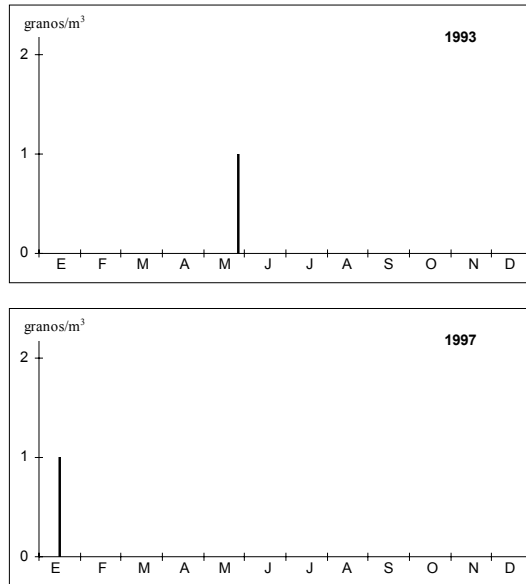 granos/m³
1993
2
1
0
E F M A M J J A S O N D
granos/m³
1997
2
1
0
E F M A M J J A S O N D